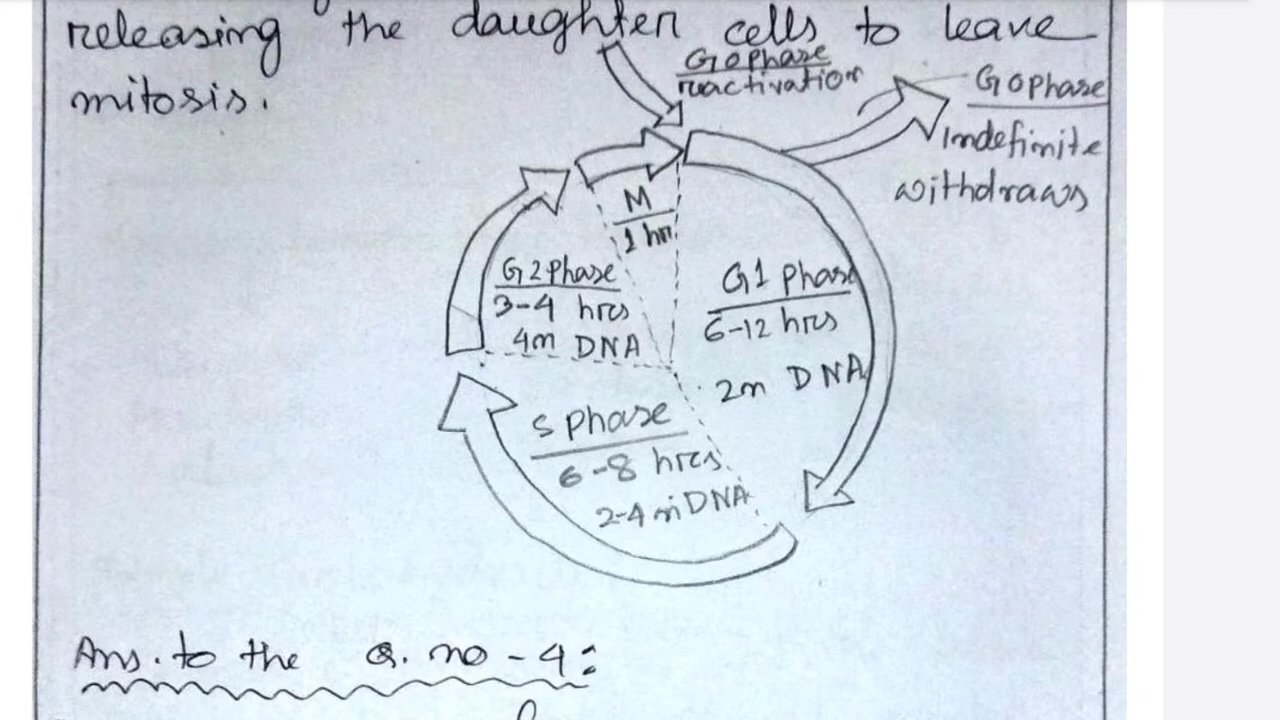 releasing the daughter cells to leave
mitosis.
G0 phase
reactivation
G0 phase
Indefinite
withdraws
M
1 hr.
G2 phase
3-4 hrs
4n DNA
G1 phase
6-12 hrs
2n DNA
S phase
6-8 hrs
2-4 n DNA
Ans. to the Q. no - 4: